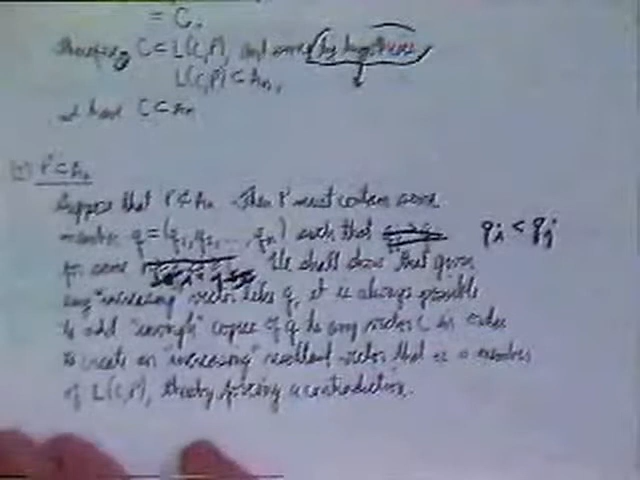 = C.
Therefore C ⊂ L(C,P), and since by hypothesis
L(C,P) ⊂ An,
we have C ⊂ An
P ⊂ An
Suppose that P ⊄ An. Then P must contain some
member q = (q1, q2, ..., qn) such that qi < qj
for some We shall show that given
any "increasing" vector like q, it is always possible
to add "enough" copies of q to any vector C in order
to create an "increasing" resultant vector that is a member
of L(C,P), thereby forcing a contradiction.